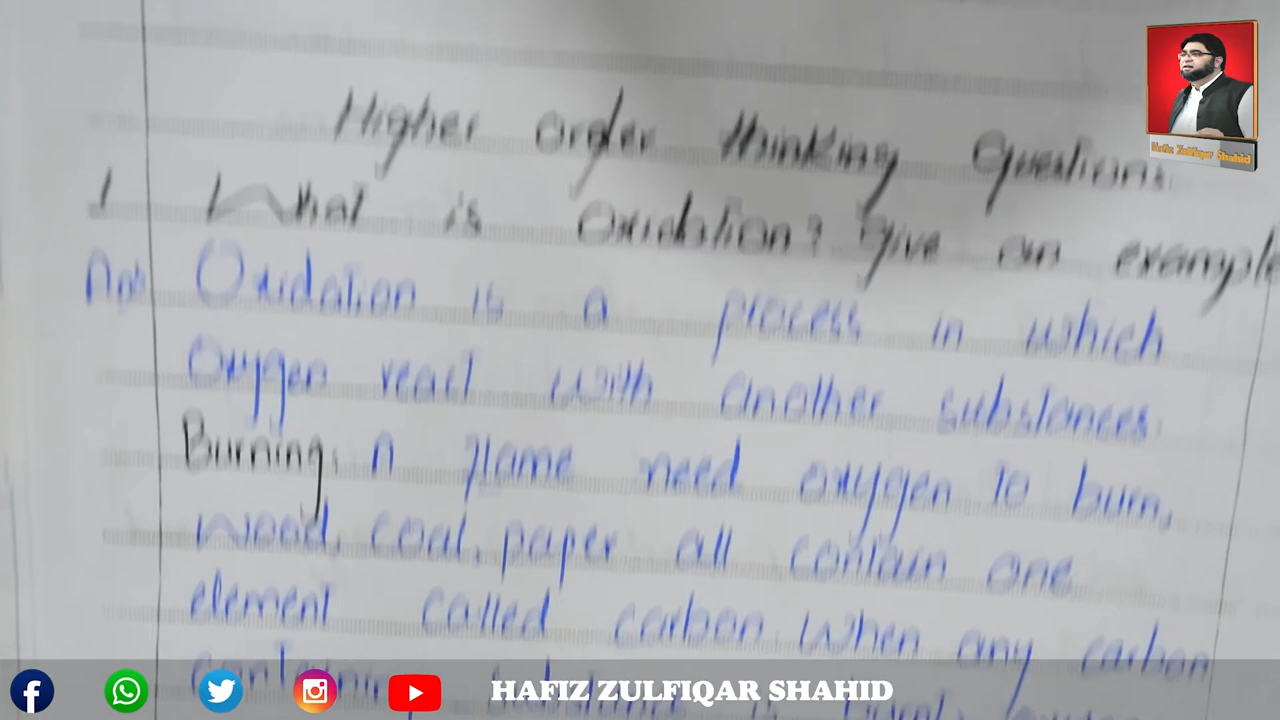 Higher order thinking Questions
1 What is Oxidation? Give an example
Ans Oxidation is a process in which
Oxygen react with another substances.
Burning: A flame need oxygen to burn,
wood, coal, paper all contain one
element called carbon. When any carbon
Hafiz Zulfiqar Shahid
HAFIZ ZULFIQAR SHAHID